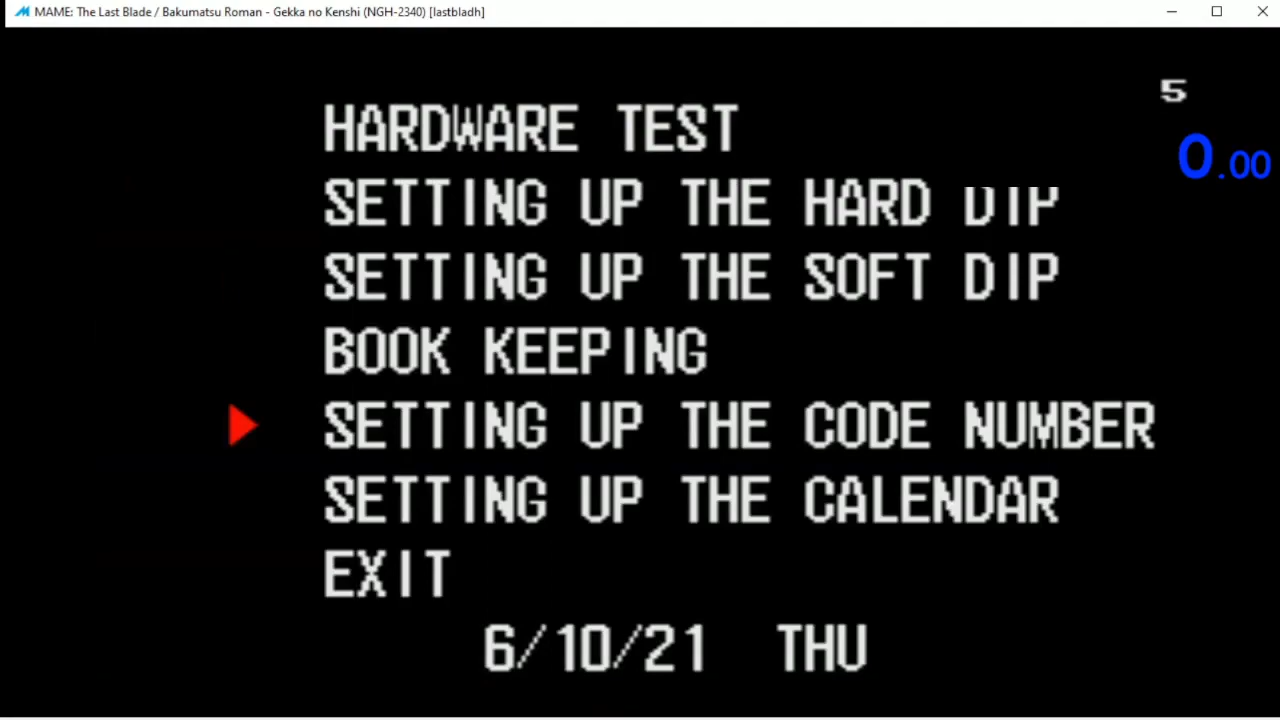 MAME: The Last Blade / Bakumatsu Roman - Gekka no Kenshi (NGH-2340) [lastbladh]
5
0.00
HARDWARE TEST
SETTING UP THE HARD DIP
SETTING UP THE SOFT DIP
BOOK KEEPING
SETTING UP THE CODE NUMBER
SETTING UP THE CALENDAR
EXIT
6/10/21 THU